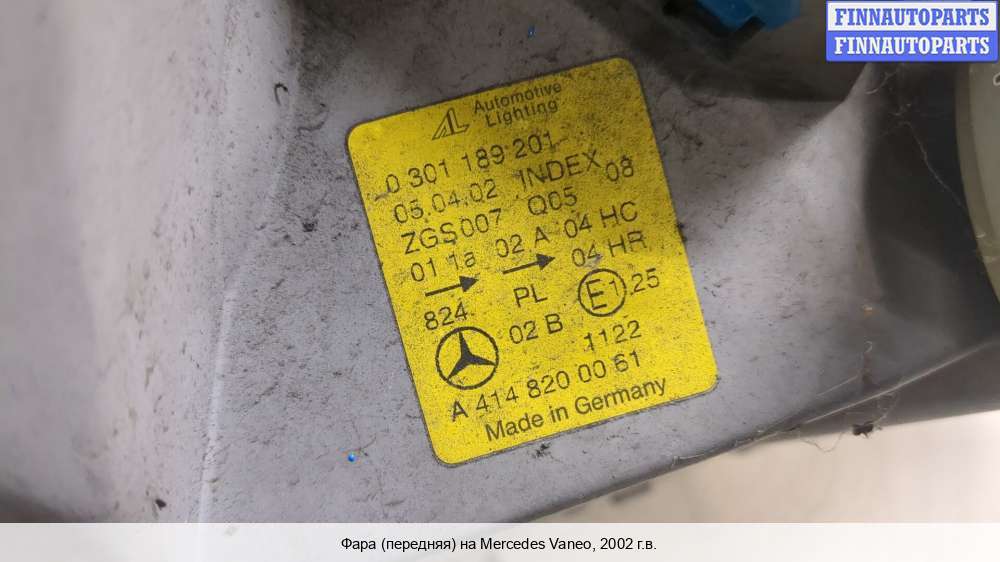 FINNAUTOPARTS
FINNAUTOPARTS
AL Automotive
Lighting
0 301 189 201
05.04.02 INDEX 08
ZGS007 Q05
01 1a 02 A 04 HC
04 HR
824 PL E1 25
02 B 1122
A 414 820 00 61
Made in Germany
Фара (передняя) на Mercedes Vaneo, 2002 г.в.